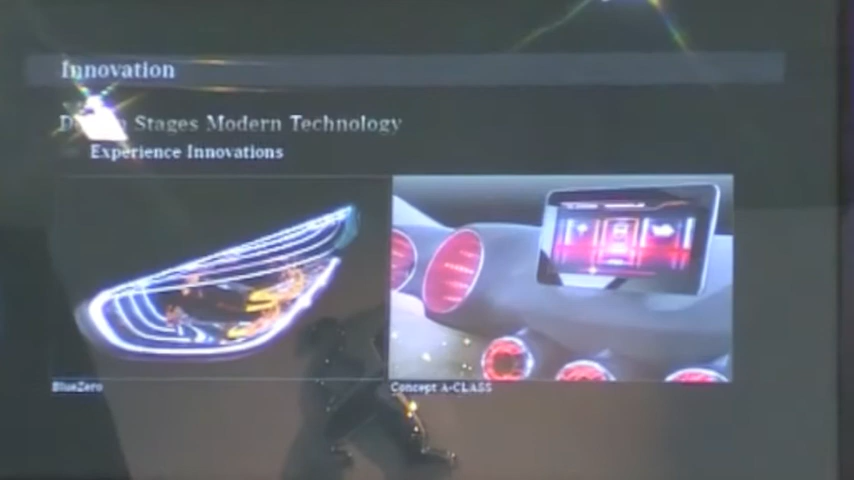 Innovation
Stages Modern Technology
Experience Innovations
BlueZero
Concept A-CLASS